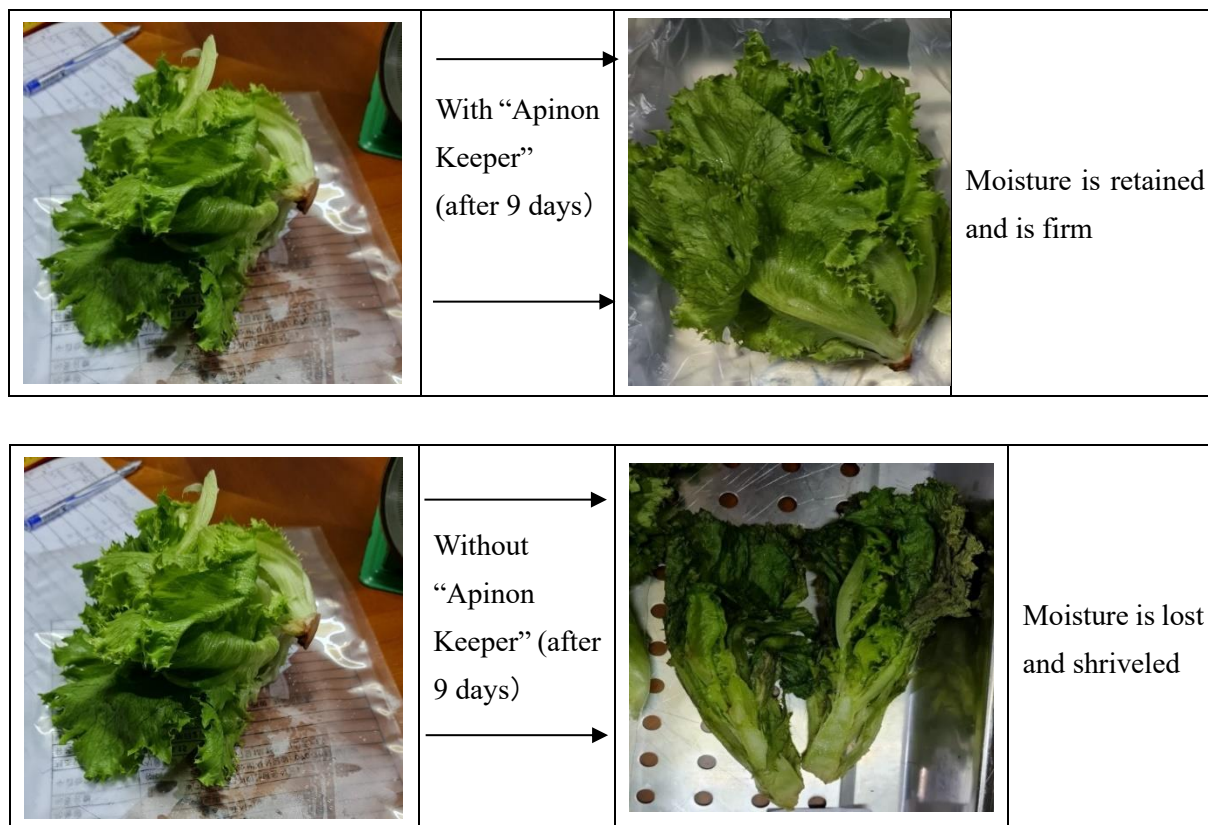 With “Apinon
Keeper”
(after 9 days）
Moisture is retained
and is firm
Without
“Apinon
Keeper” (after
9 days）
Moisture is lost
and shriveled